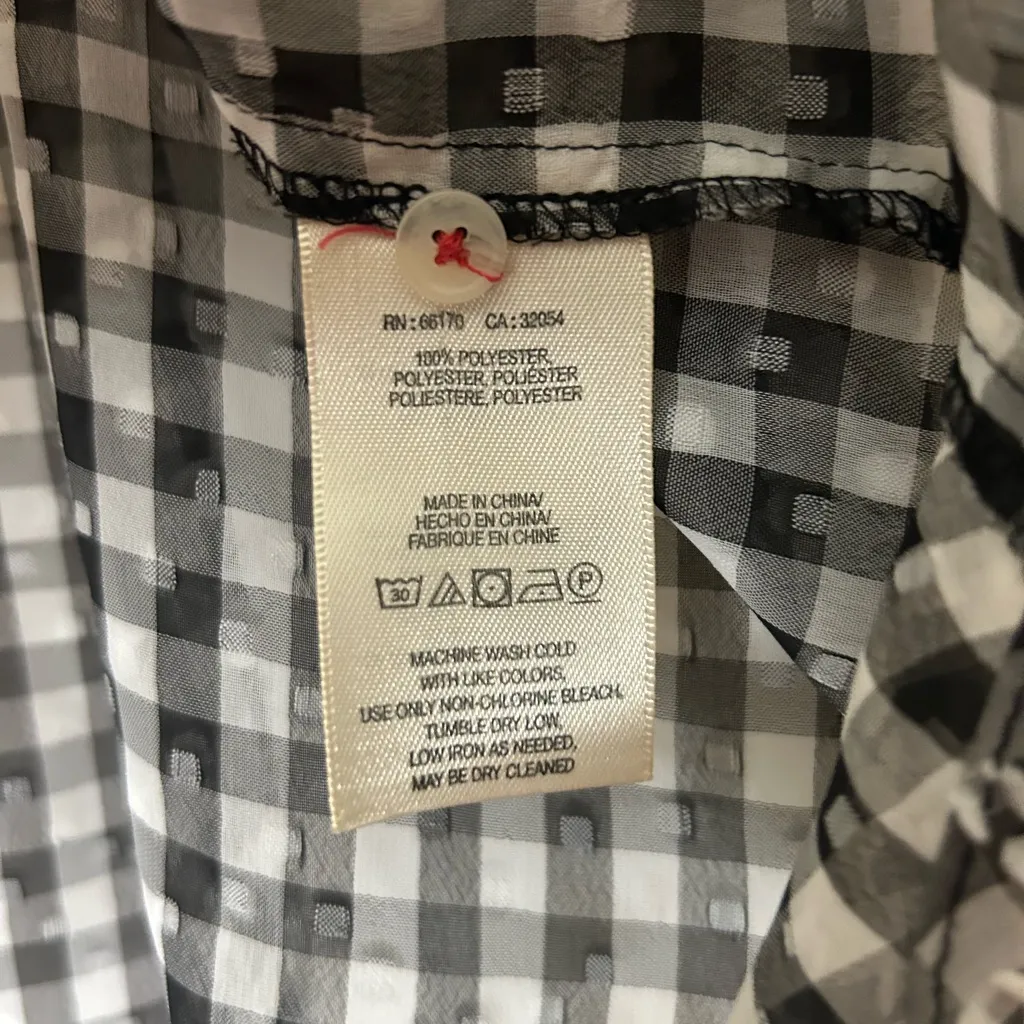 RN:66170 CA:32054
100% POLYESTER,
POLYESTER, POLIESTER
POLIESTERE, POLYESTER
MADE IN CHINA/
HECHO EN CHINA/
FABRIQUE EN CHINE
30 P
MACHINE WASH COLD
WITH LIKE COLORS,
USE ONLY NON-CHLORINE BLEACH,
TUMBLE DRY LOW,
LOW IRON AS NEEDED,
MAY BE DRY CLEANED